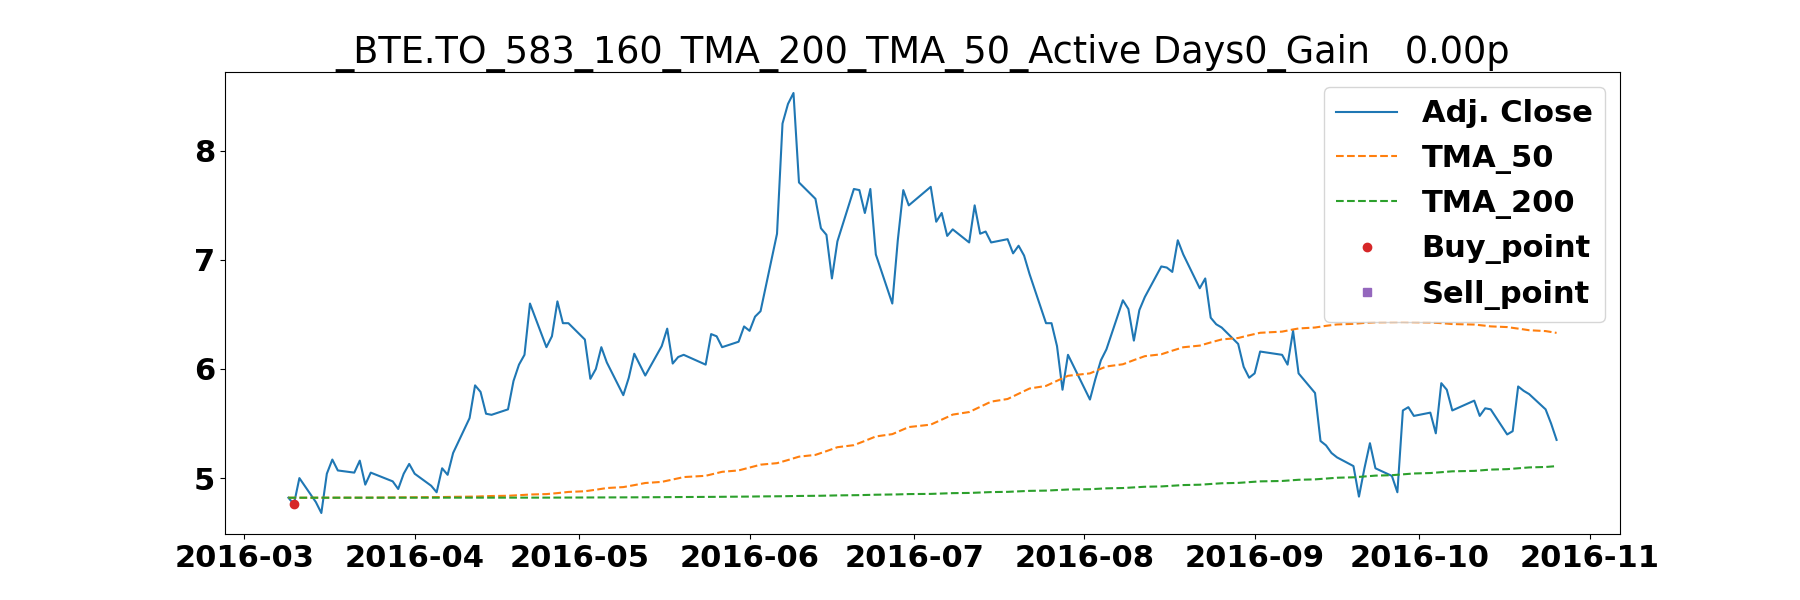 _BTE.TO_583_160_TMA_200_TMA_50_Active Days0_Gain   0.00p
Adj. Close
TMA_50
TMA_200
Buy_point
Sell_point
8
7
6
5
2016-03 2016-04 2016-05 2016-06 2016-07 2016-08 2016-09 2016-10 2016-11